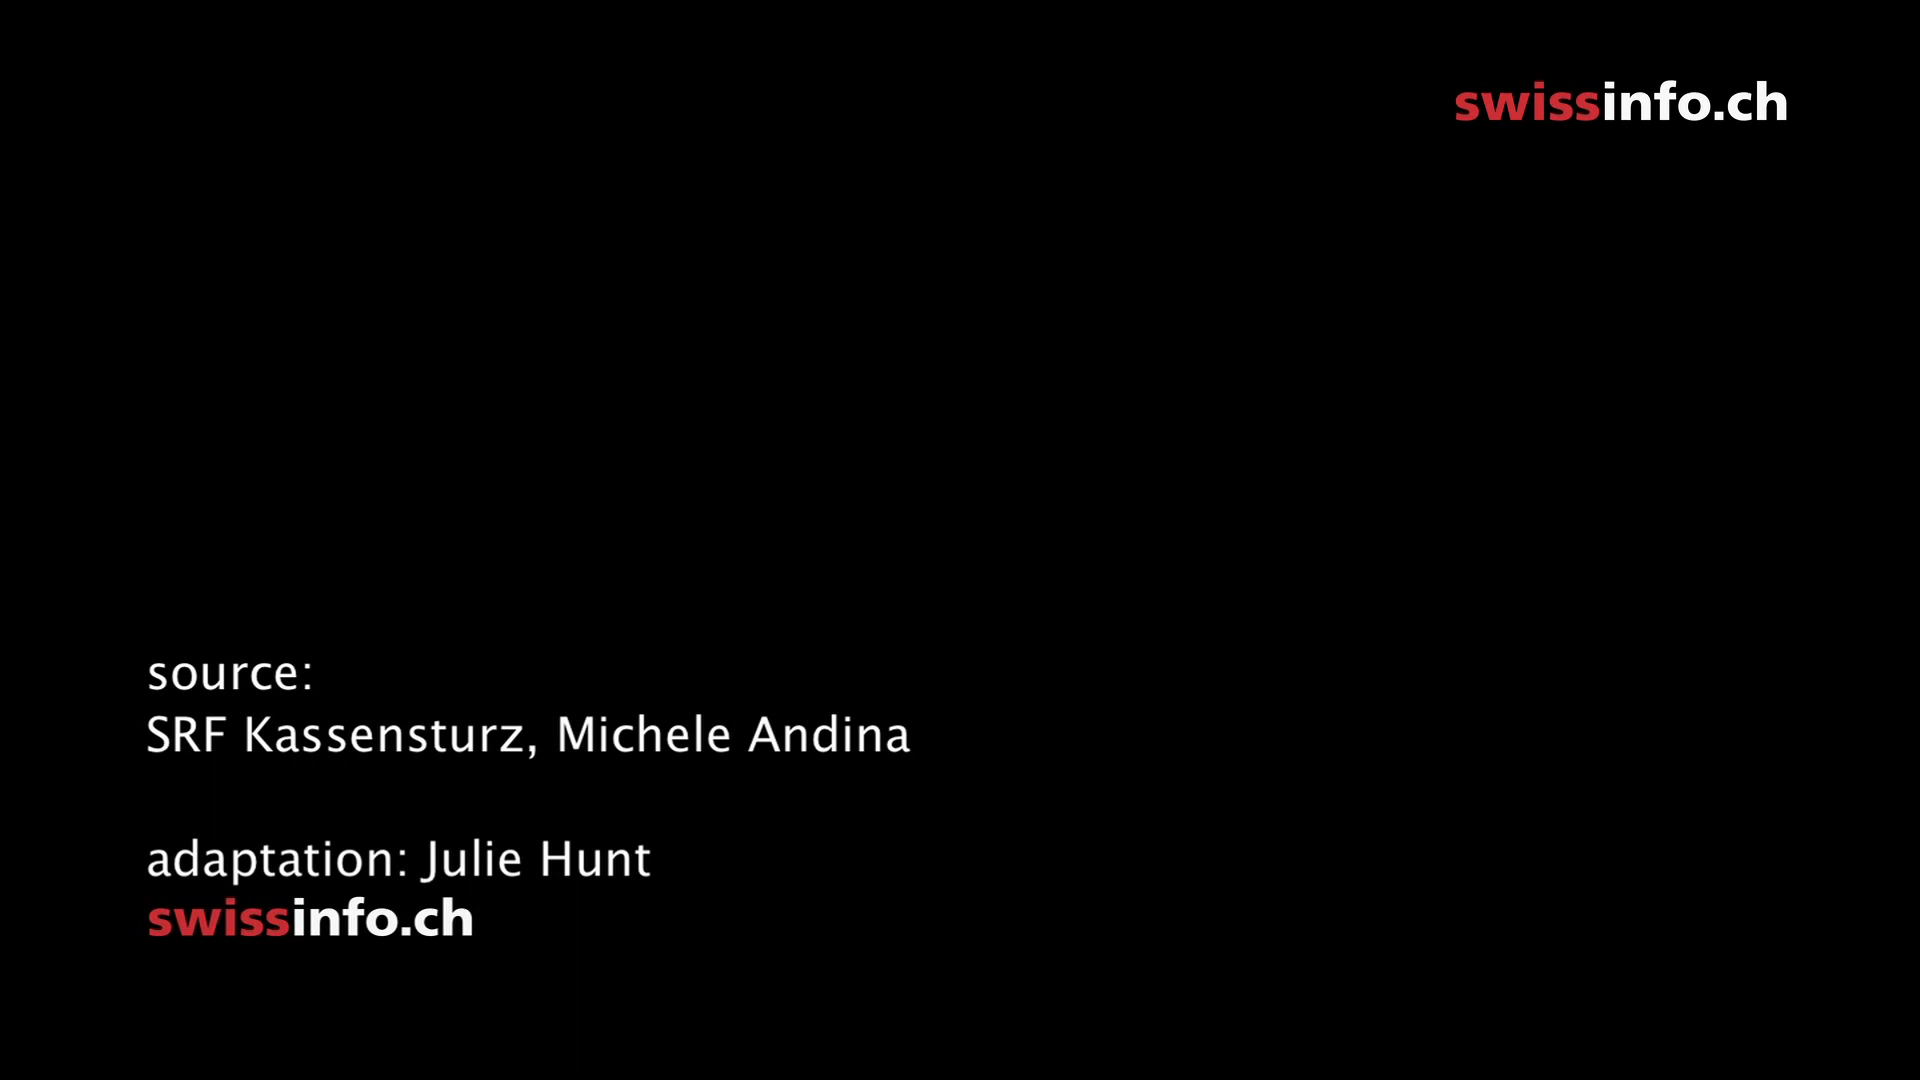 swissinfo.ch
source:
SRF Kassensturz, Michele Andina
adaptation: Julie Hunt
swissinfo.ch